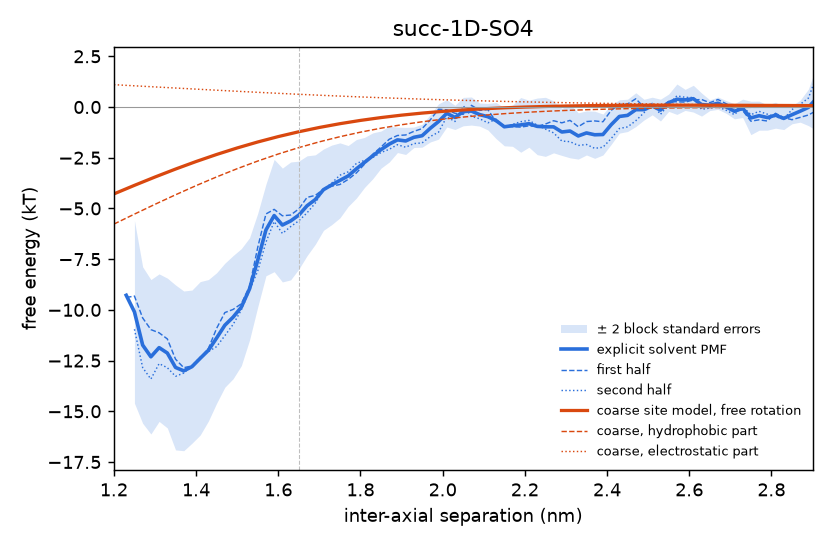 succ-1D-SO4
free energy (kT)
2.5
0.0
−2.5
−5.0
−7.5
−10.0
−12.5
−15.0
−17.5
± 2 block standard errors
explicit solvent PMF
first half
second half
coarse site model, free rotation
coarse, hydrophobic part
coarse, electrostatic part
1.2 1.4 1.6 1.8 2.0 2.2 2.4 2.6 2.8
inter-axial separation (nm)